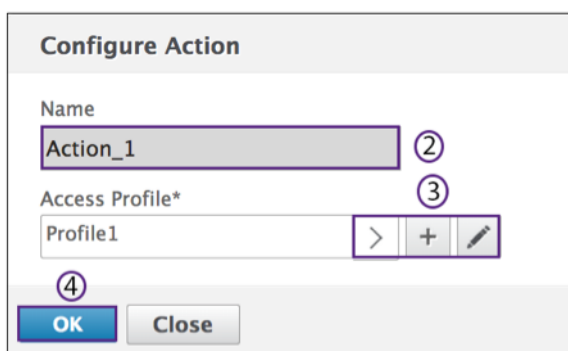 Configure Action
Name
Action_1
2
Access Profile*
3
Profile1
> +
4
OK Close